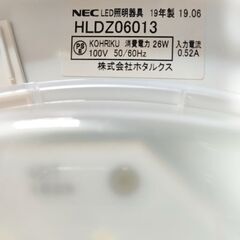 NEC LED照明器具 19年製 19.06
HLDZ06013
PS E KOHRIKU 消費電力 26W 入力電流
100V 50/60Hz 0.52A
株式会社ホタルクス